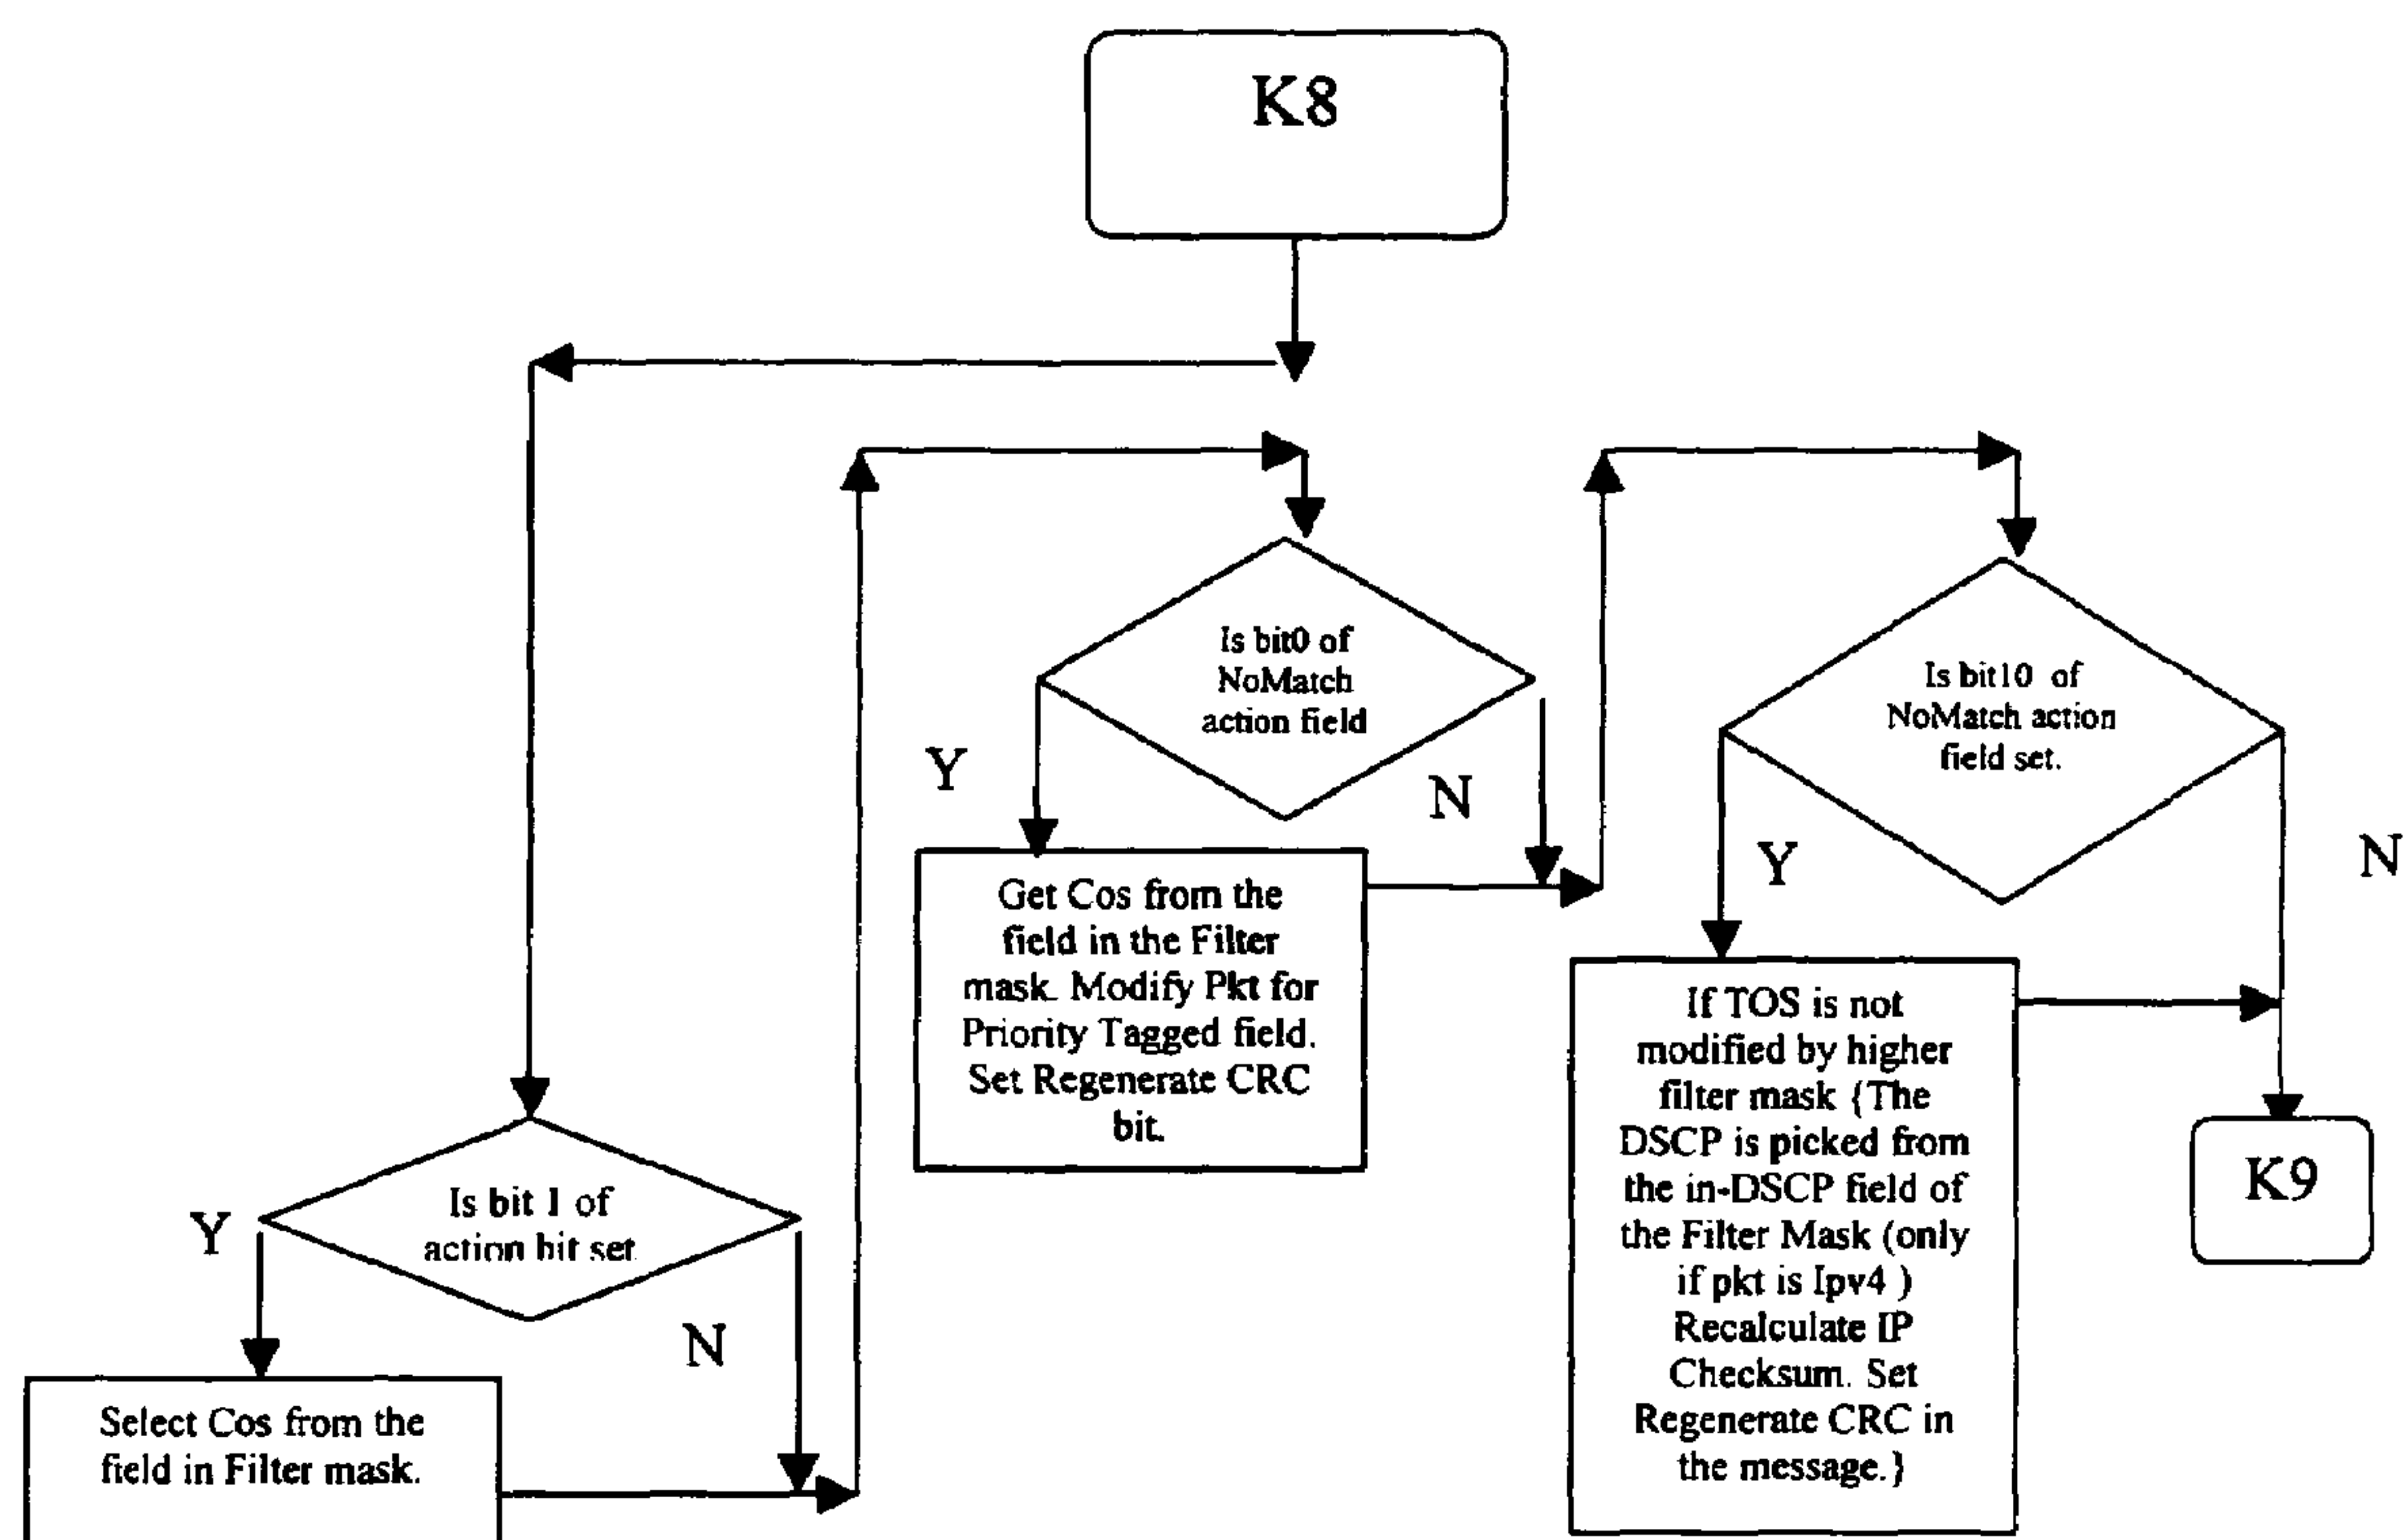 K8
Is bit0 of
NoMatch
action field
Y
N
Get Cos from the
field in the Filter
mask. Modify Pkt for
Priority Tagged field.
Set Regenerate CRC
bit.
Is bit10 of
NoMatch action
field set.
Y
N
If TOS is not
modified by higher
filter mask {The
DSCP is picked from
the in-DSCP field of
the Filter Mask (only
if pkt is Ipv4 )
Recalculate IP
Checksum. Set
Regenerate CRC in
the message.}
K9
Is bit 1 of
action bit set
Y
N
Select Cos from the
field in Filter mask.